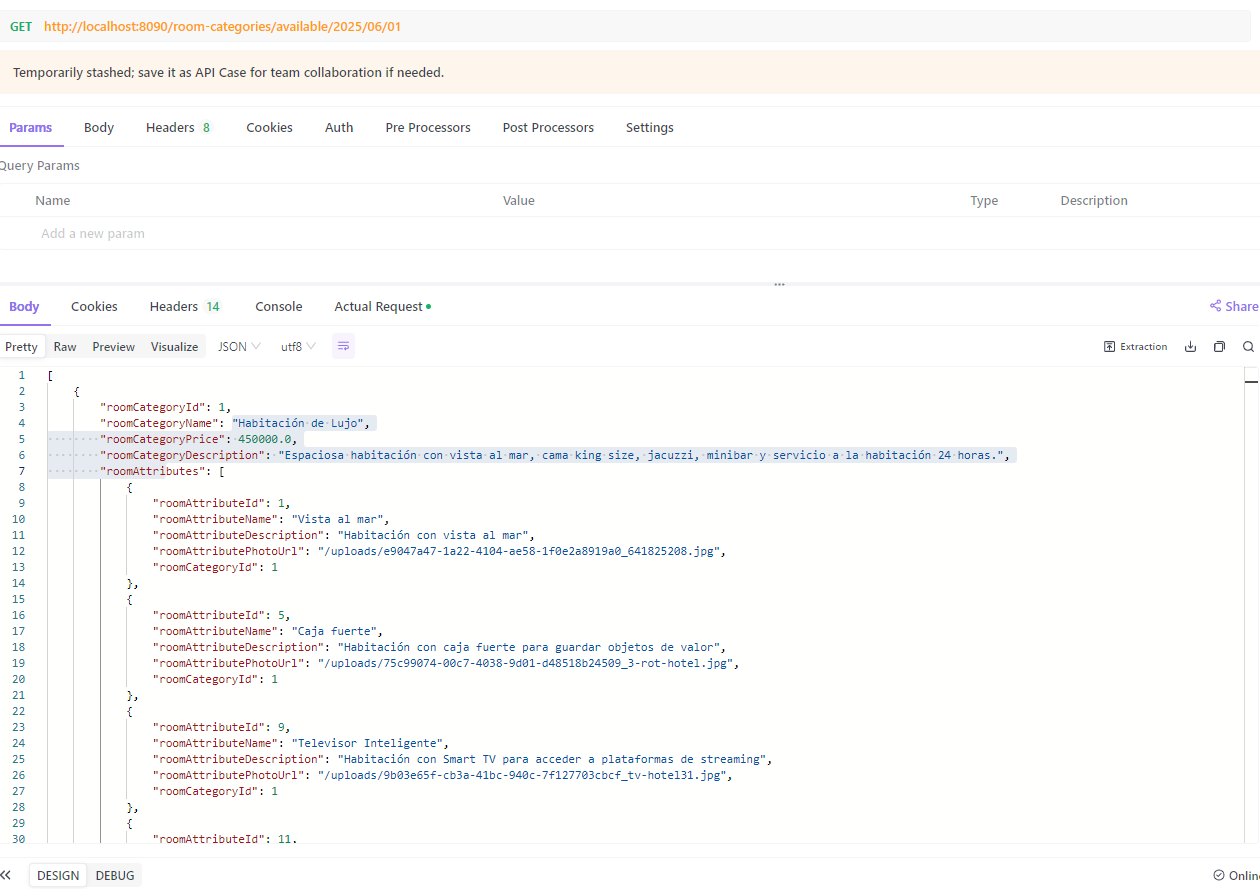 GET http://localhost:8090/room-categories/available/2025/06/01
Temporarily stashed; save it as API Case for team collaboration if needed.
Params Body Headers 8 Cookies Auth Pre Processors Post Processors Settings
Query Params
Name Value Type Description
Add a new param
Body Cookies Headers 14 Console Actual Request Share
Pretty Raw Preview Visualize JSON utf8 Extraction
1 [
2 {
3 "roomCategoryId": 1,
4 "roomCategoryName": "Habitación de Lujo",
5 "roomCategoryPrice": 450000.0,
6 "roomCategoryDescription": "Espaciosa habitación con vista al mar, cama king size, jacuzzi, minibar y servicio a la habitación 24 horas.",
7 "roomAttributes": [
8 {
9 "roomAttributeId": 1,
10 "roomAttributeName": "Vista al mar",
11 "roomAttributeDescription": "Habitación con vista al mar",
12 "roomAttributePhotoUrl": "/uploads/e9047a47-1a22-4104-ae58-1f0e2a8919a0_641825208.jpg",
13 "roomCategoryId": 1
14 },
15 {
16 "roomAttributeId": 5,
17 "roomAttributeName": "Caja fuerte",
18 "roomAttributeDescription": "Habitación con caja fuerte para guardar objetos de valor",
19 "roomAttributePhotoUrl": "/uploads/75c99074-00c7-4038-9d01-d48518b24509_3-rot-hotel.jpg",
20 "roomCategoryId": 1
21 },
22 {
23 "roomAttributeId": 9,
24 "roomAttributeName": "Televisor Inteligente",
25 "roomAttributeDescription": "Habitación con Smart TV para acceder a plataformas de streaming",
26 "roomAttributePhotoUrl": "/uploads/9b03e65f-cb3a-41bc-940c-7f127703cbcf_tv-hotel31.jpg",
27 "roomCategoryId": 1
28 },
29 {
30 "roomAttributeId": 11,
DESIGN DEBUG Onlin